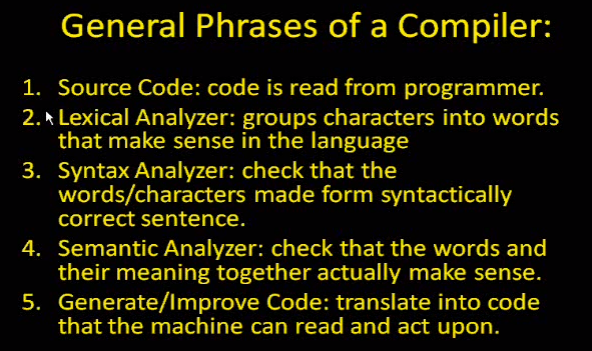 General Phrases of a Compiler:
1. Source Code: code is read from programmer.
2. Lexical Analyzer: groups characters into words
that make sense in the language
3. Syntax Analyzer: check that the
words/characters made form syntactically
correct sentence.
4. Semantic Analyzer: check that the words and
their meaning together actually make sense.
5. Generate/Improve Code: translate into code
that the machine can read and act upon.